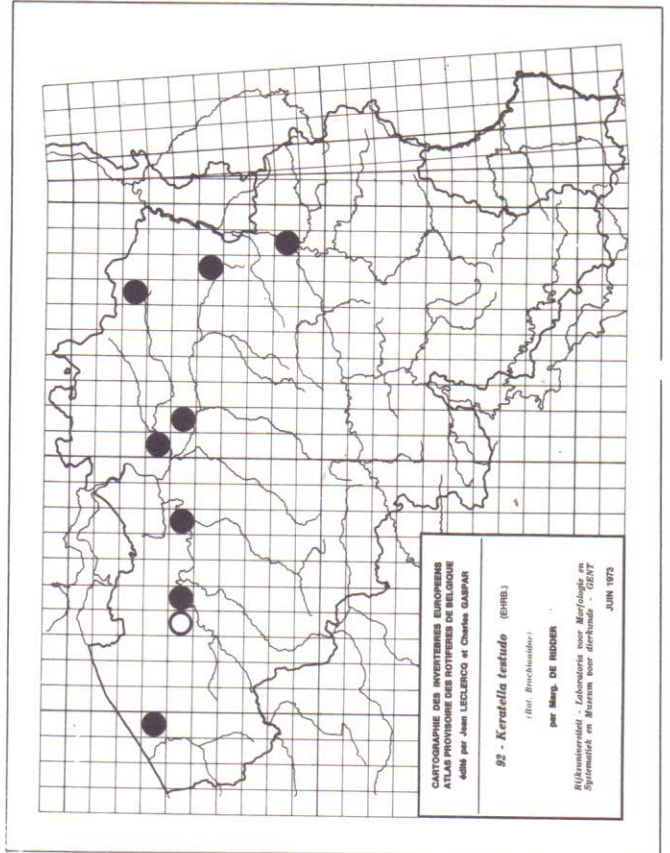 CARTOGRAPHIE DES INVERTEBRES EUROPEENS
ATLAS PROVISOIRE DES ROTIFERES DE BELGIQUE
édité par Jean LECLERCQ et Charles GASPAR
92 - Keratella testudo (EHRB.)
(Rot. Brachionidae)
par Marg. DE RIDDER
Rijksuniversiteit - Laboratoria voor Morfologie en
Systematiek en Museum voor dierkunde - GENT
JUIN 1973